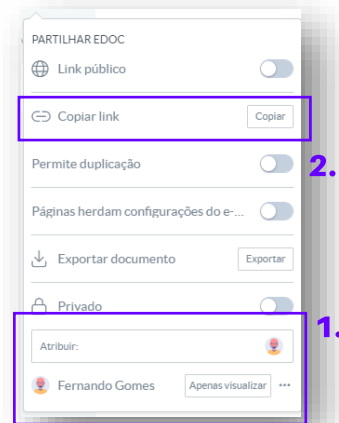 PARTILHAR EDOC
Link público
Copiar link Copiar
Permite duplicação
2.
Páginas herdam configurações do e-...
Exportar documento Exportar
Privado
1.
Atribuir:
Fernando Gomes Apenas visualizar ...